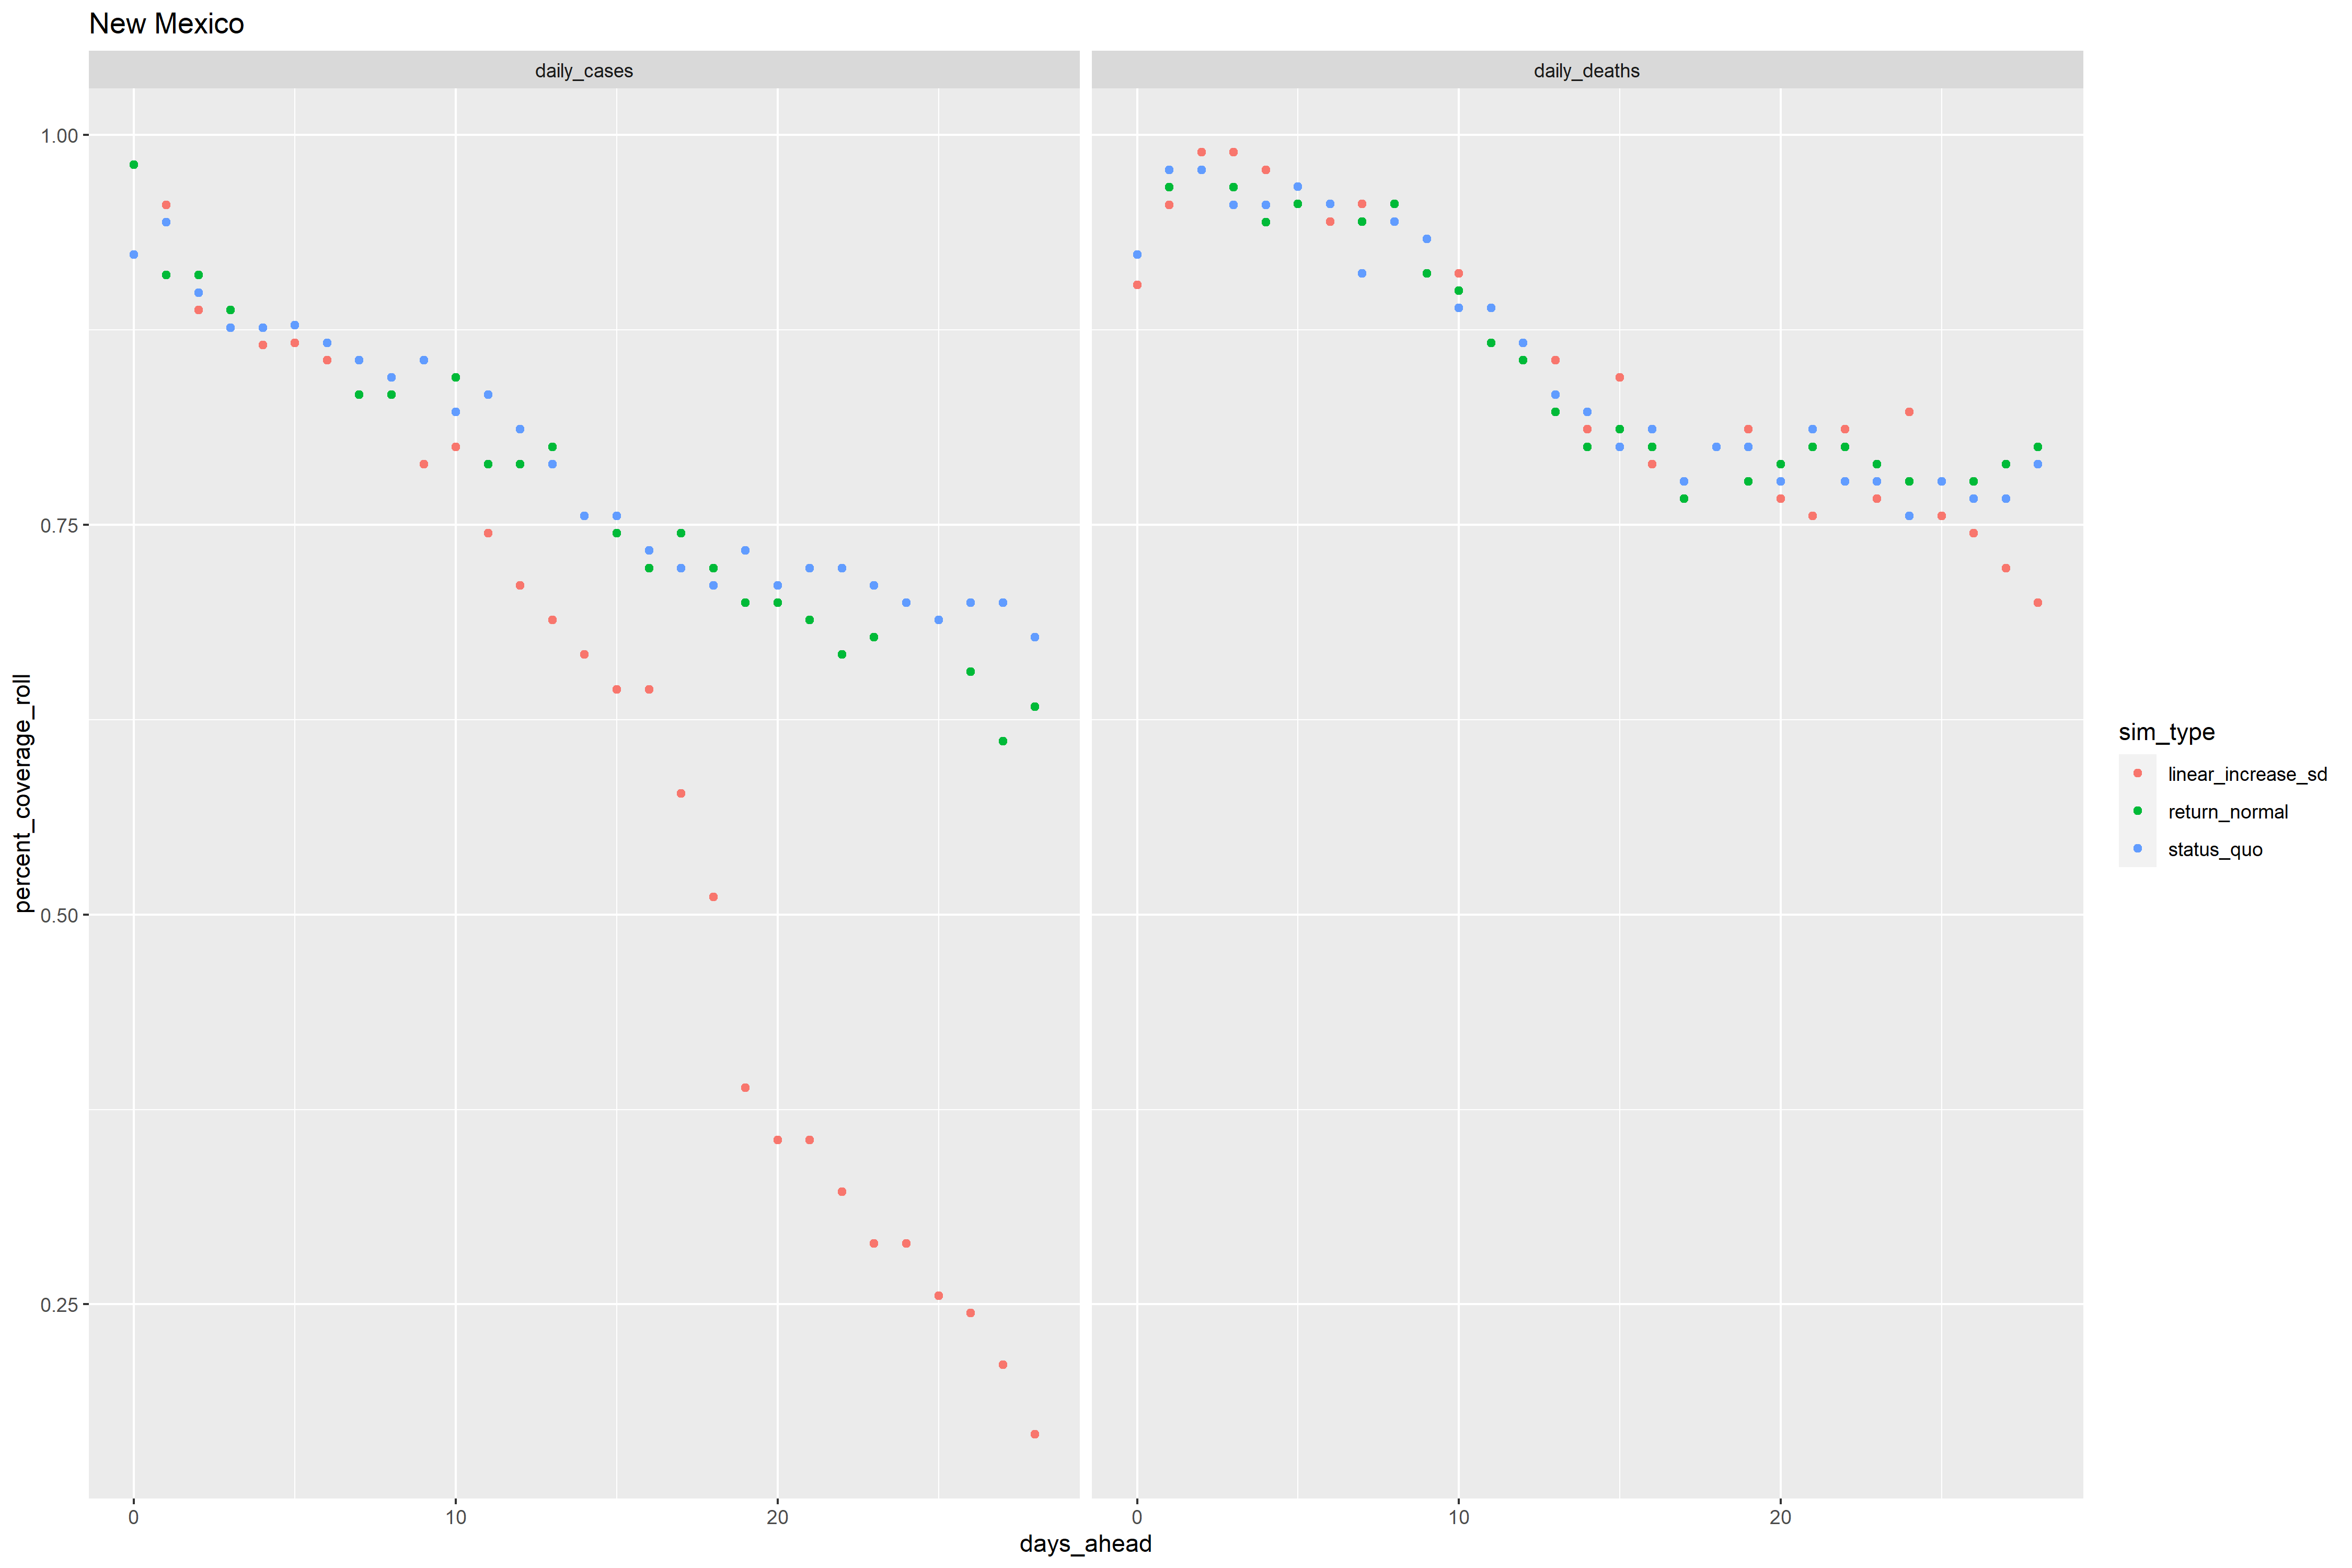 New Mexico
daily_cases
daily_deaths
1.00
0.75
0.50
0.25
percent_coverage_roll
0
10
20
0
10
20
days_ahead
sim_type
linear_increase_sd
return_normal
status_quo